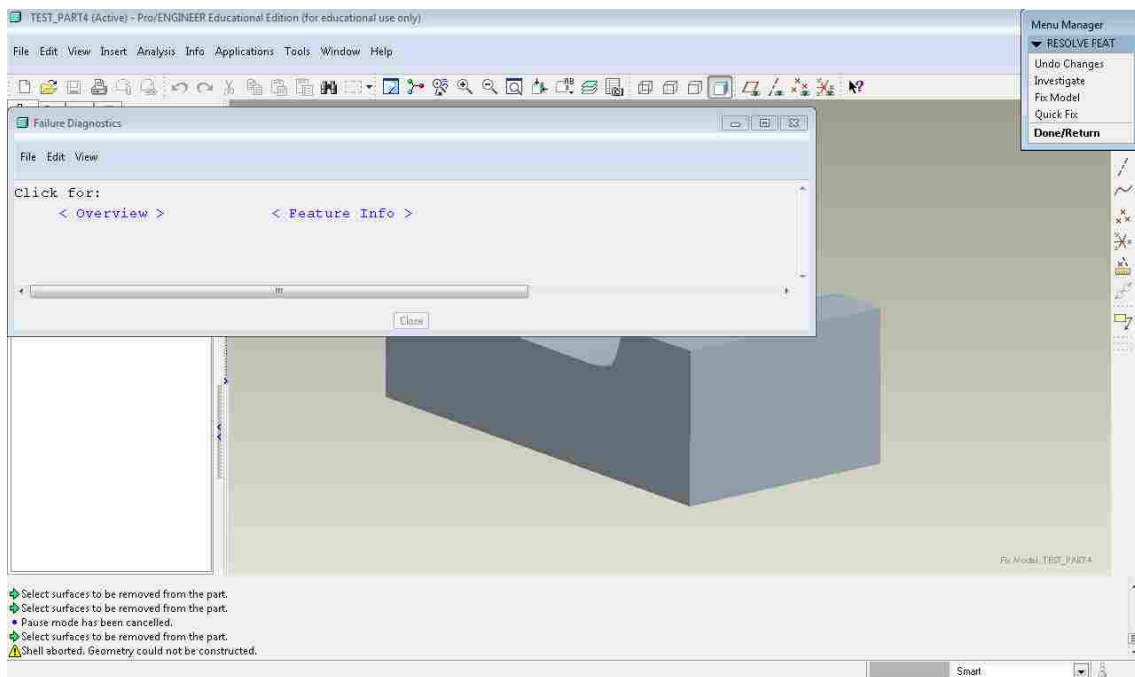 TEST_PART4 (Active) - Pro/ENGINEER Educational Edition (for educational use only)
File Edit View Insert Analysis Info Applications Tools Window Help
Menu Manager
RESOLVE FEAT
Undo Changes
Investigate
Fix Model
Quick Fix
Done/Return
Failure Diagnostics
File Edit View
Click for:
< Overview > < Feature Info >
Close
Fix Model: TEST_PART4
Select surfaces to be removed from the part.
Select surfaces to be removed from the part.
Pause mode has been cancelled.
Select surfaces to be removed from the part.
Shell aborted. Geometry could not be constructed.
Smart